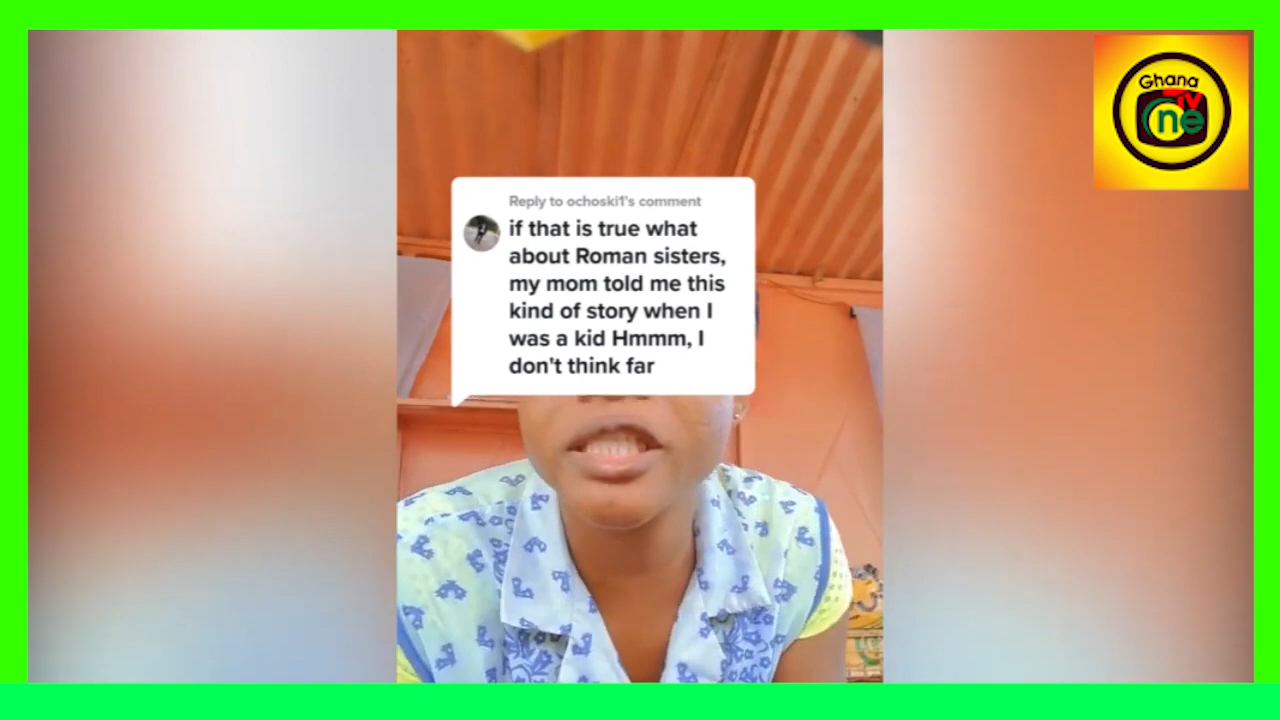 Ghana
TV
One
Reply to ochoski1's comment
if that is true what
about Roman sisters,
my mom told me this
kind of story when I
was a kid Hmmm, I
don't think far